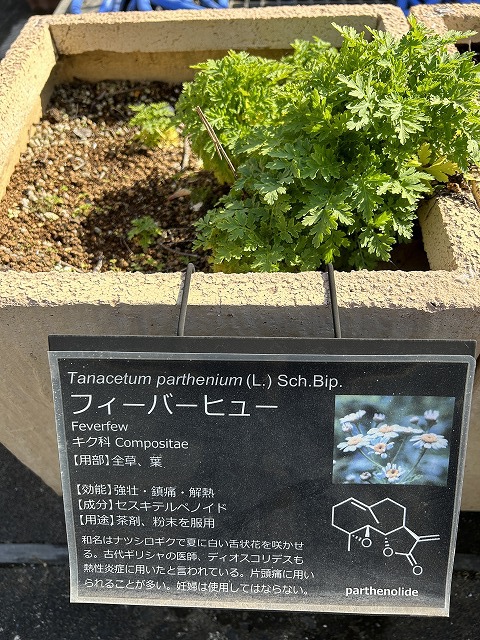 Tanacetum parthenium (L.) Sch.Bip.
フィーバーヒュー
Feverfew
キク科 Compositae
【用部】全草、葉
【効能】強壮・鎮痛・解熱
【成分】セスキテルペノイド
【用途】茶剤、粉末を服用
和名はナツシロギクで夏に白い舌状花を咲かせ
る。古代ギリシャの医師、ディオスコリデスも
熱性炎症に用いたと言われている。片頭痛に用い
られることが多い。妊婦は使用してはならない。
H
O
O
O
parthenolide